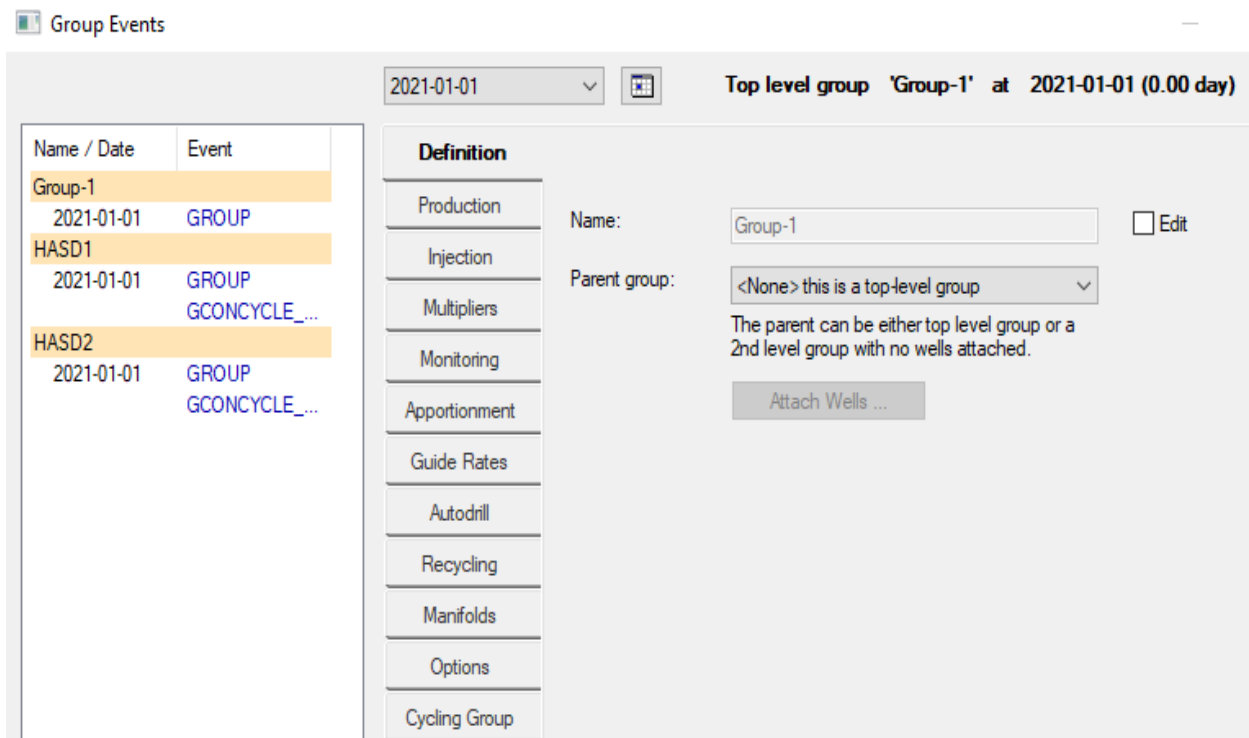 Group Events
2021-01-01
Top level group 'Group-1' at 2021-01-01 (0.00 day)
Name / Date Event
Group-1
2021-01-01 GROUP
HASD1
2021-01-01 GROUP
GCONCYCLE_...
HASD2
2021-01-01 GROUP
GCONCYCLE_...
Definition
Production
Injection
Multipliers
Monitoring
Apportionment
Guide Rates
Autodrill
Recycling
Manifolds
Options
Cycling Group
Name: Group-1 Edit
Parent group: <None> this is a top-level group
The parent can be either top level group or a
2nd level group with no wells attached.
Attach Wells ...